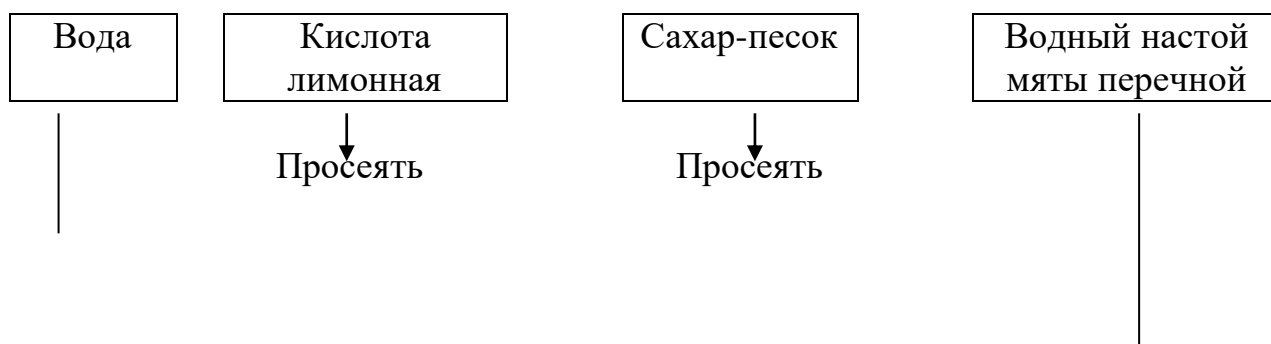 Вода
Кислота
лимонная
Сахар-песок
Водный настой
мяты перечной
Просеять
Просеять